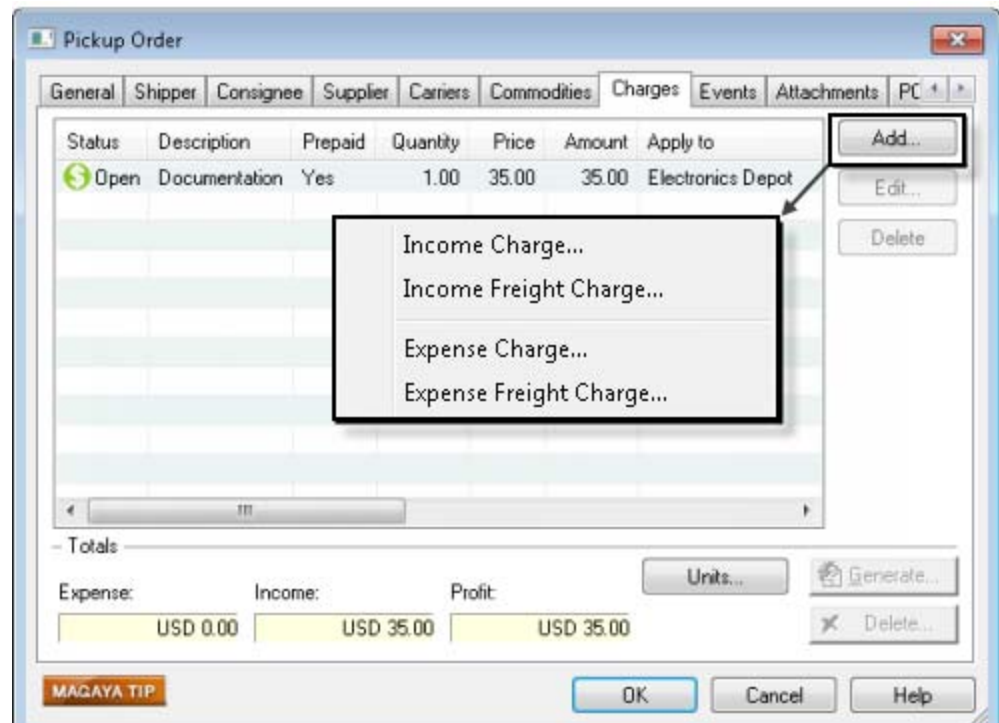 Pickup Order
General Shipper Consignee Supplier Carriers Commodities Charges Events Attachments PO
Status Description Prepaid Quantity Price Amount Apply to Add...
Open Documentation Yes 1.00 35.00 35.00 Electronics Depot Edit...
Delete
Income Charge...
Income Freight Charge...
Expense Charge...
Expense Freight Charge...
Totals
Units... Generate...
Expense: Income: Profit:
USD 0.00 USD 35.00 USD 35.00 Delete...
MAGAYA TIP OK Cancel Help